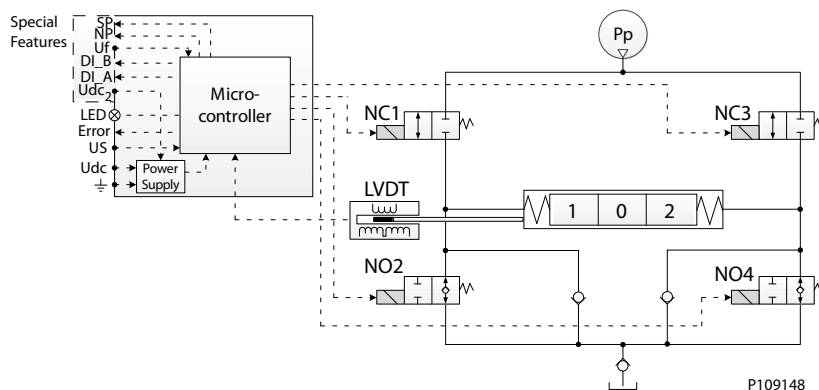 Special
Features
SP
NP
Uf
DI_B
DI_A
Udc2
LED
Error
US
Udc
Micro-
controller
Power
Supply
Pp
NC1
NC3
LVDT
1 0 2
NO2
NO4
P109148